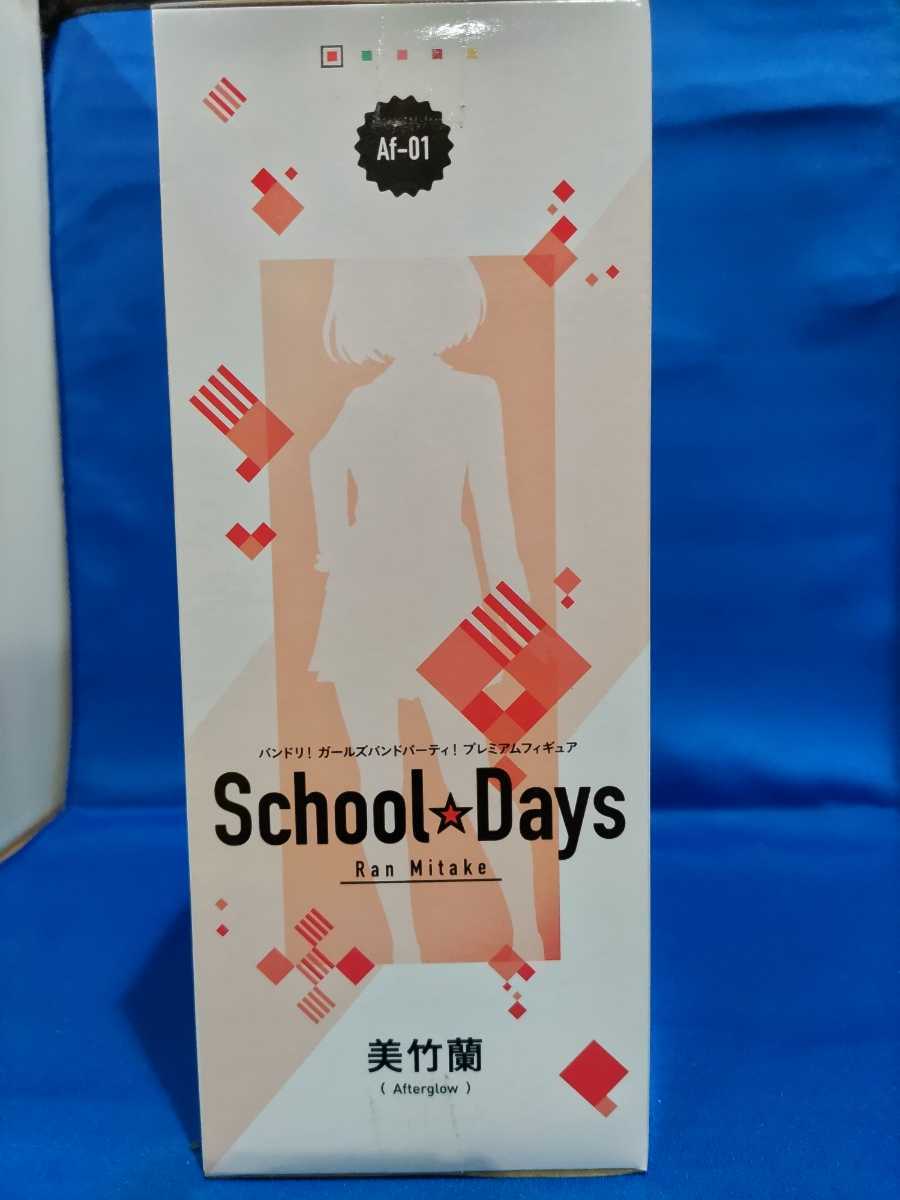 Af-01
バンドリ！ ガールズバンドパーティ！ プレミアムフィギュア
School☆Days
Ran Mitake
美竹蘭
( Afterglow )